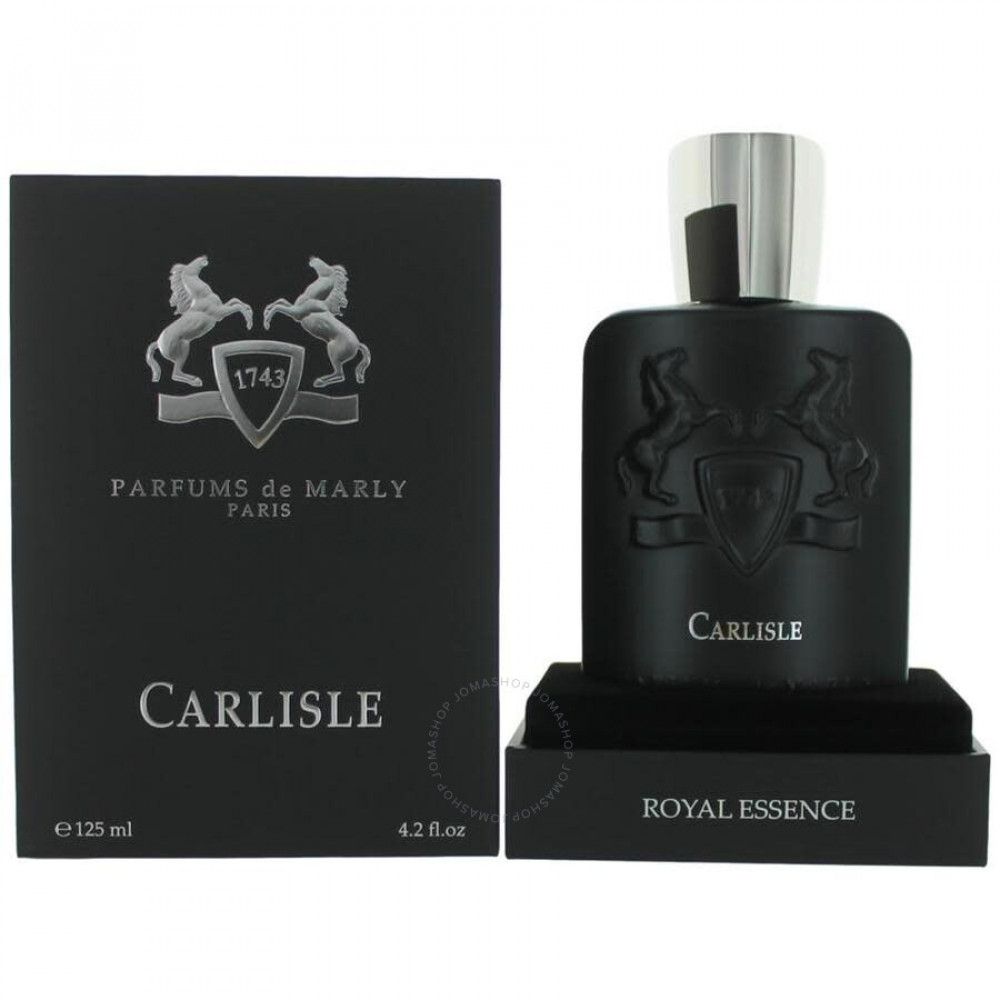 1743
PARFUMS de MARLY
PARIS
CARLISLE
℮ 125 ml
4.2 fl.oz
1743
CARLISLE
ROYAL ESSENCE
JOMASHOP JOMASHOP JOMASHOP JOMASHOP